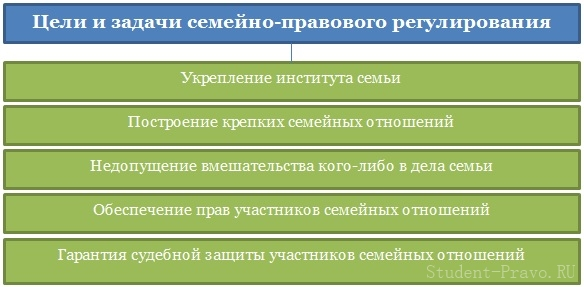 Цели и задачи семейно-правового регулирования
Укрепление института семьи
Построение крепких семейных отношений
Недопущение вмешательства кого-либо в дела семьи
Обеспечение прав участников семейных отношений
Гарантия судебной защиты участников семейных отношений
Student-Pravo.RU